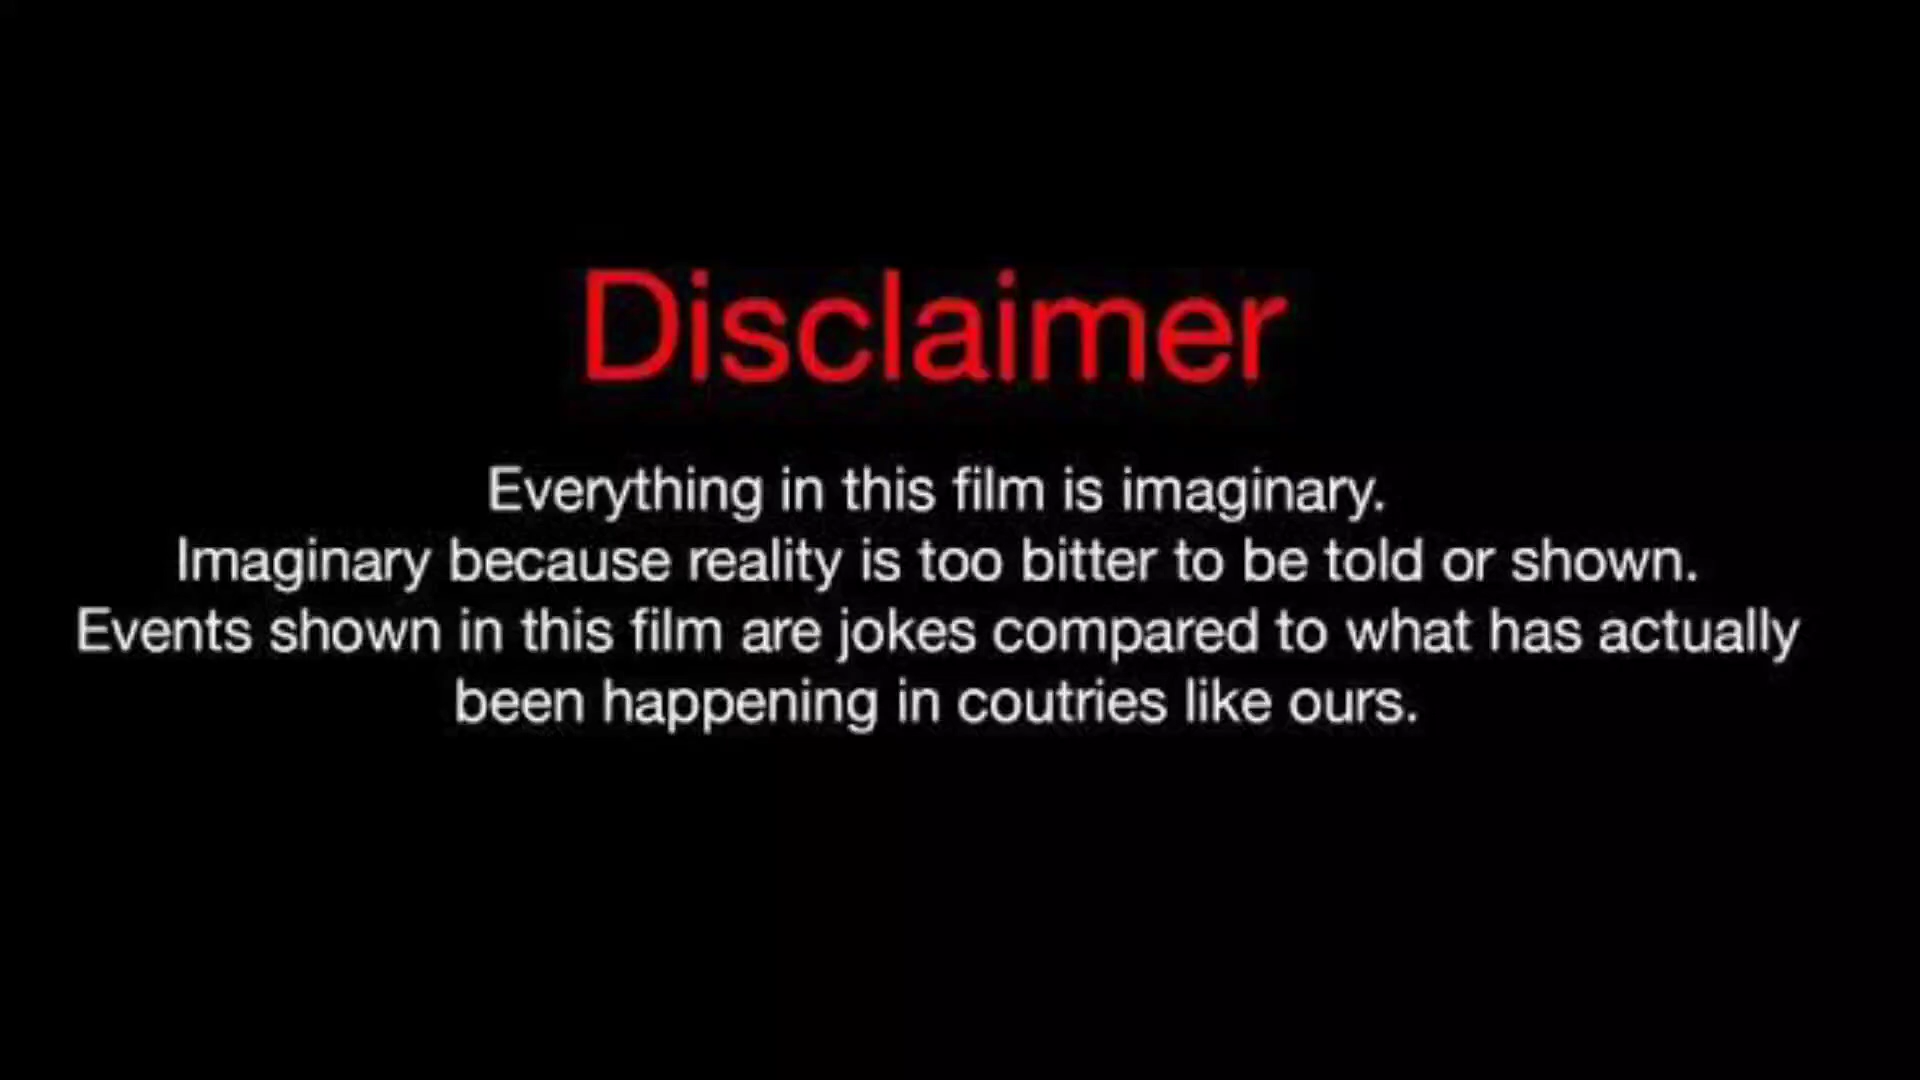 Disclaimer
Everything in this film is imaginary.
Imaginary because reality is too bitter to be told or shown.
Events shown in this film are jokes compared to what has actually
been happening in coutries like ours.